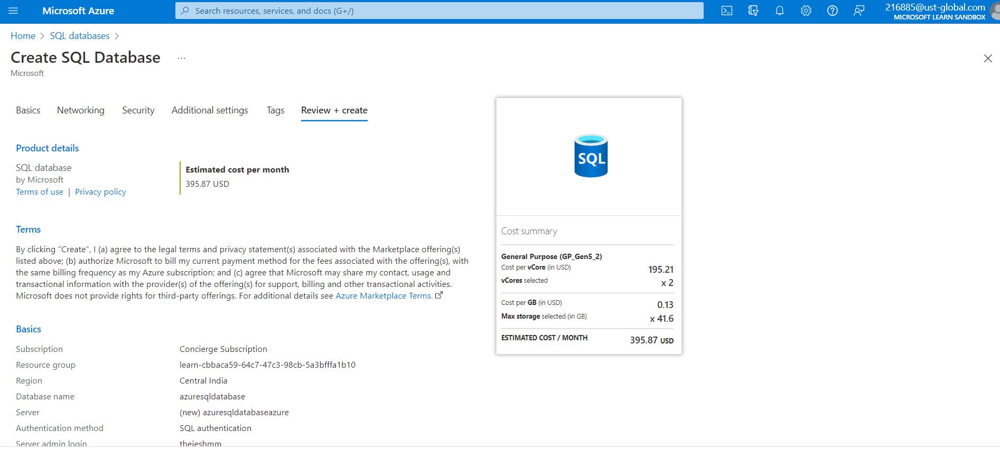 Microsoft Azure
Search resources, services, and docs (G+/)
216885@ust-global.com
MICROSOFT LEARN SANDBOX
Home > SQL databases >
Create SQL Database ...
Microsoft
Basics Networking Security Additional settings Tags Review + create
Product details
SQL database
by Microsoft
Terms of use | Privacy policy
Estimated cost per month
395.87 USD
Terms
By clicking "Create", I (a) agree to the legal terms and privacy statement(s) associated with the Marketplace offering(s)
listed above; (b) authorize Microsoft to bill my current payment method for the fees associated with the offering(s), with
the same billing frequency as my Azure subscription; and (c) agree that Microsoft may share my contact, usage and
transactional information with the provider(s) of the offering(s) for support, billing and other transactional activities.
Microsoft does not provide rights for third-party offerings. For additional details see Azure Marketplace Terms.
Basics
Subscription Concierge Subscription
Resource group learn-cbbaca59-64c7-47c3-98cb-5a3bfffa1b10
Region Central India
Database name azuresqldatabase
Server (new) azuresqldatabaseazure
Authentication method SQL authentication
Server admin login thejeshmm
SQL
Cost summary
General Purpose (GP_Gen5_2)
Cost per vCore (in USD) 195.21
vCores selected x 2
Cost per GB (in USD) 0.13
Max storage selected (in GB) x 41.6
ESTIMATED COST / MONTH 395.87 USD